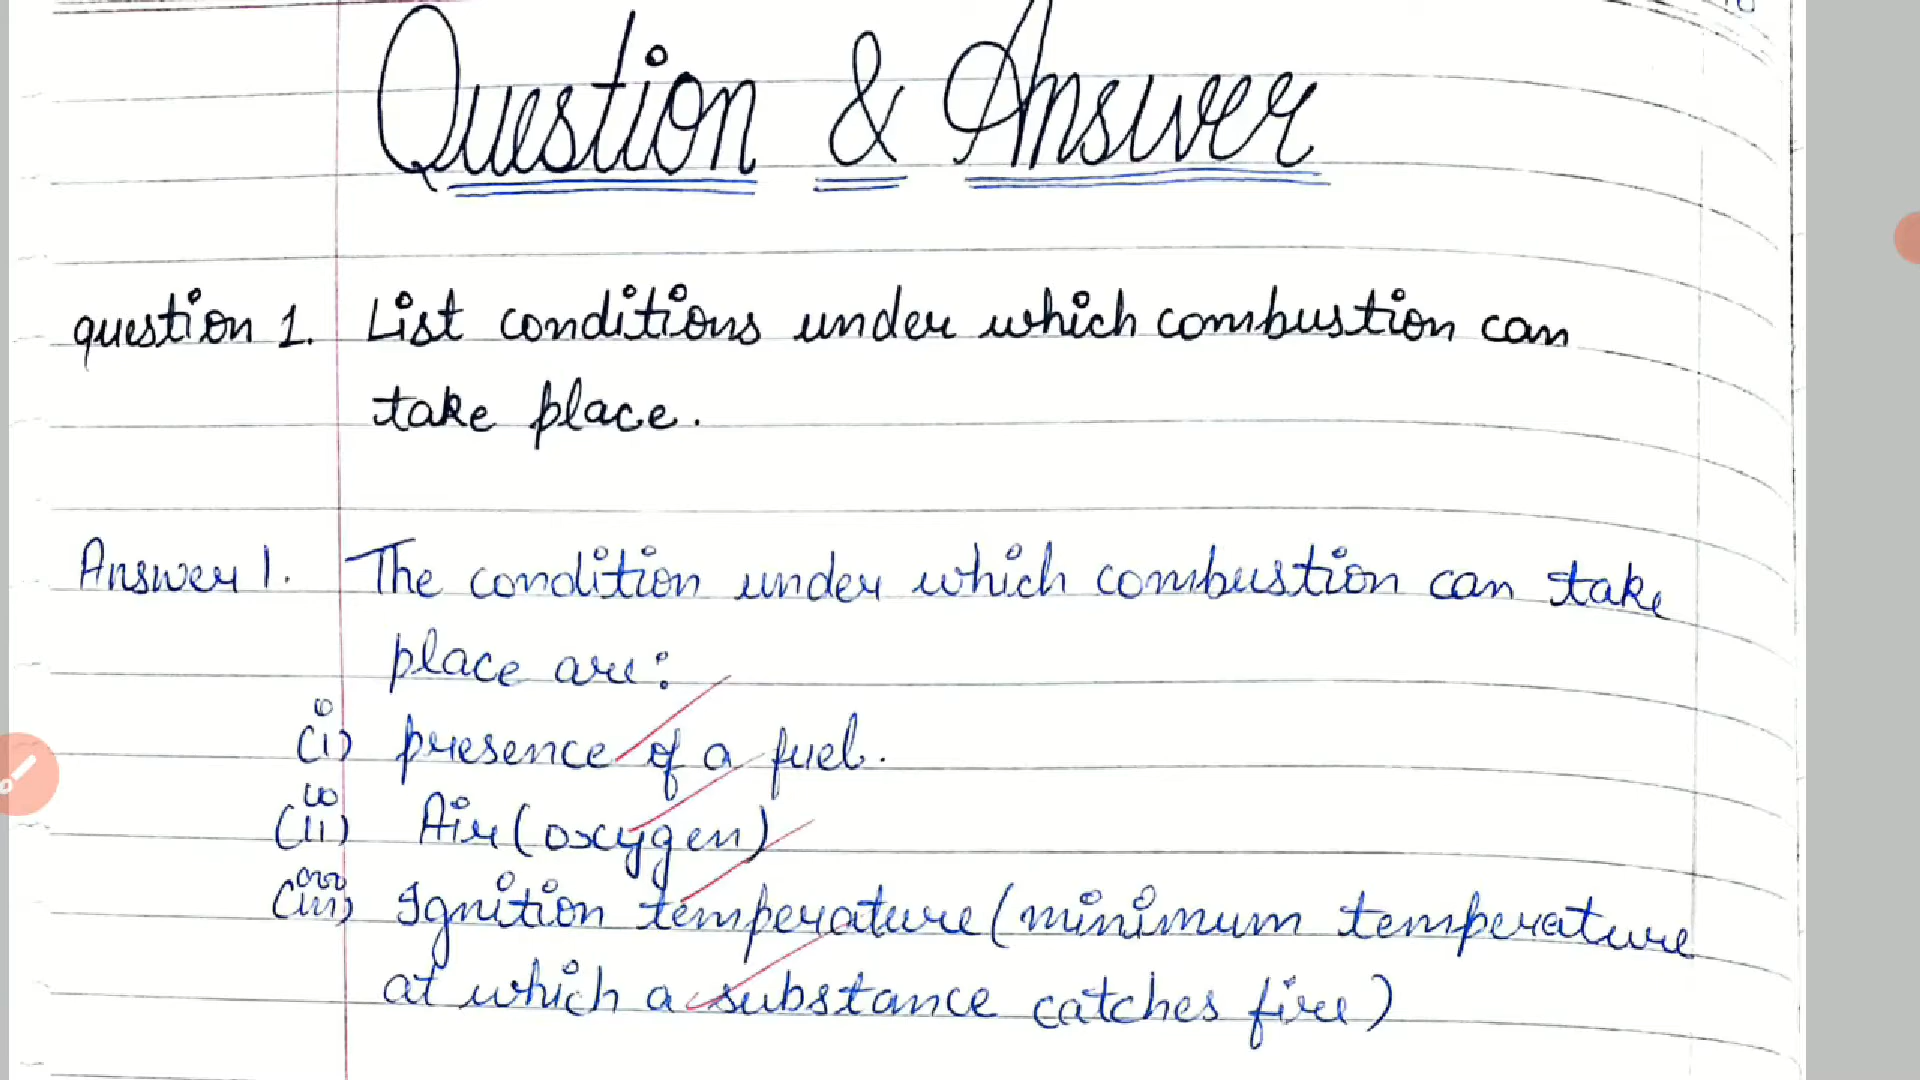 Question & Answer
question 1. List conditions under which combustion can
take place.
Answer 1. The condition under which combustion can take
place are:
(i) presence of a fuel.
(ii) Air(oxygen)
(iii) Ignition temperature(minimum temperature
at which a substance catches fire)